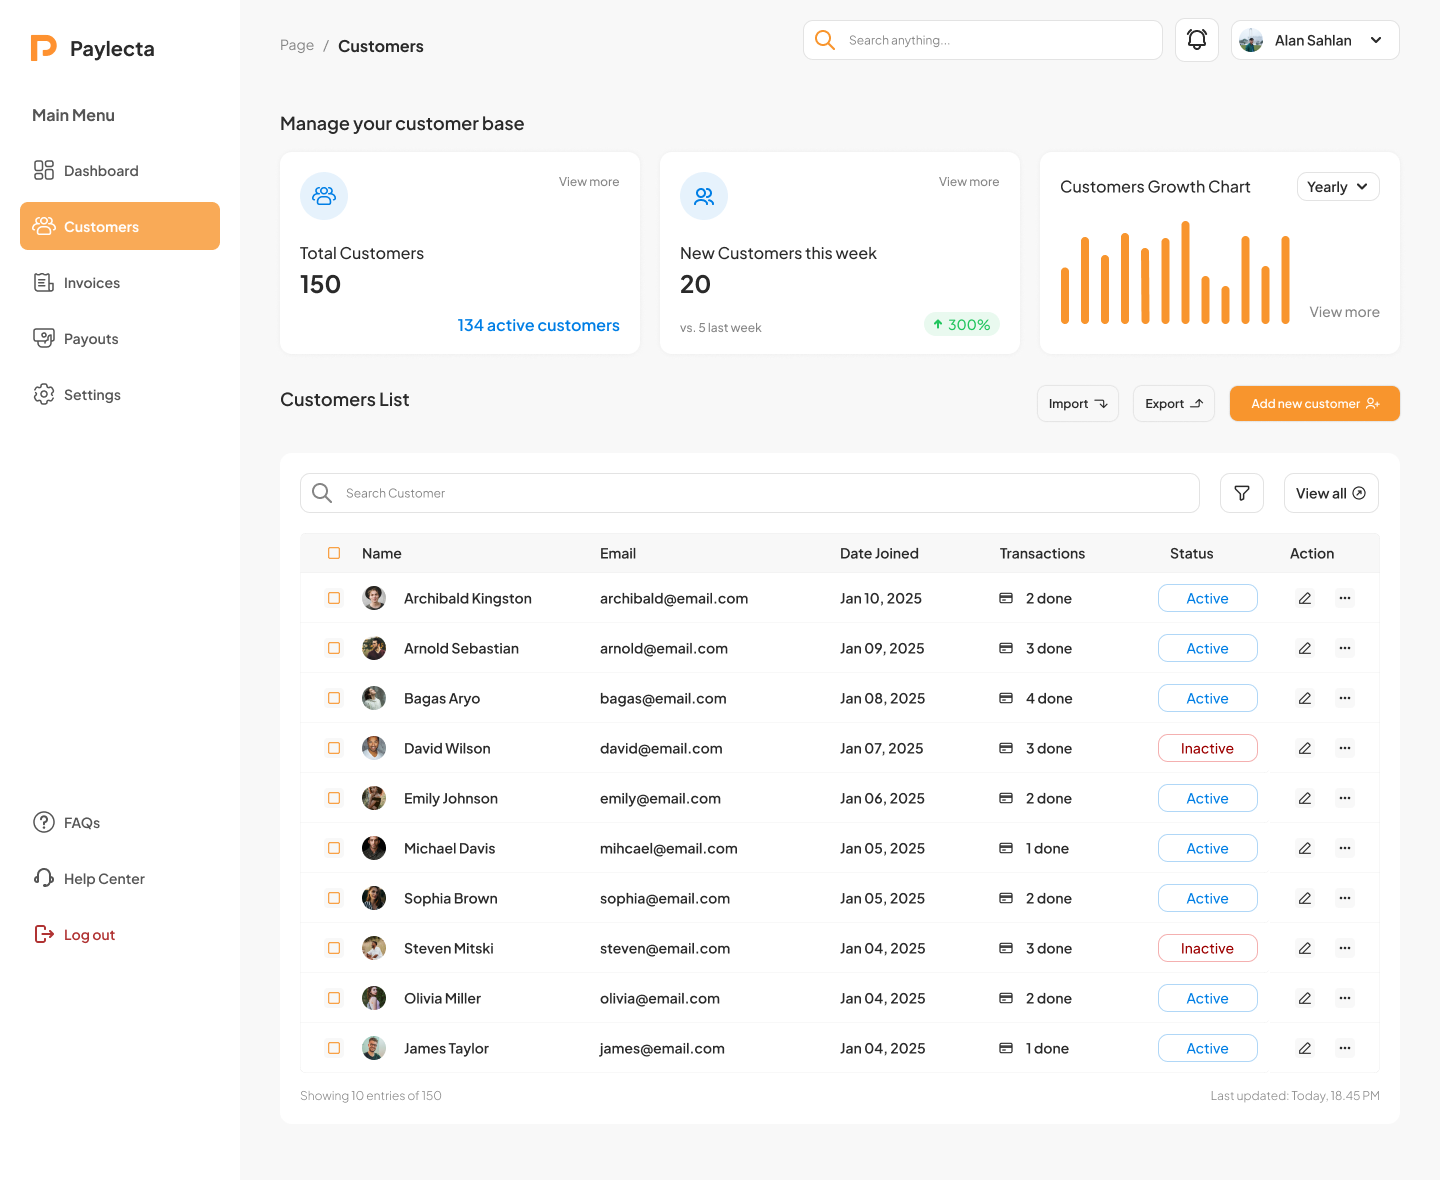 Paylecta
Page / Customers
Search anything...
Alan Sahlan
Main Menu
Dashboard
Customers
Invoices
Payouts
Settings
FAQs
Help Center
Log out
Manage your customer base
View more
Total Customers
150
134 active customers
View more
New Customers this week
20
vs. 5 last week
300%
Customers Growth Chart
Yearly
View more
Customers List
Import
Export
Add new customer
Search Customer
View all
Name Email Date Joined Transactions Status Action
Archibald Kingston archibald@email.com Jan 10, 2025 2 done Active
Arnold Sebastian arnold@email.com Jan 09, 2025 3 done Active
Bagas Aryo bagas@email.com Jan 08, 2025 4 done Active
David Wilson david@email.com Jan 07, 2025 3 done Inactive
Emily Johnson emily@email.com Jan 06, 2025 2 done Active
Michael Davis mihcael@email.com Jan 05, 2025 1 done Active
Sophia Brown sophia@email.com Jan 05, 2025 2 done Active
Steven Mitski steven@email.com Jan 04, 2025 3 done Inactive
Olivia Miller olivia@email.com Jan 04, 2025 2 done Active
James Taylor james@email.com Jan 04, 2025 1 done Active
Showing 10 entries of 150
Last updated: Today, 18.45 PM